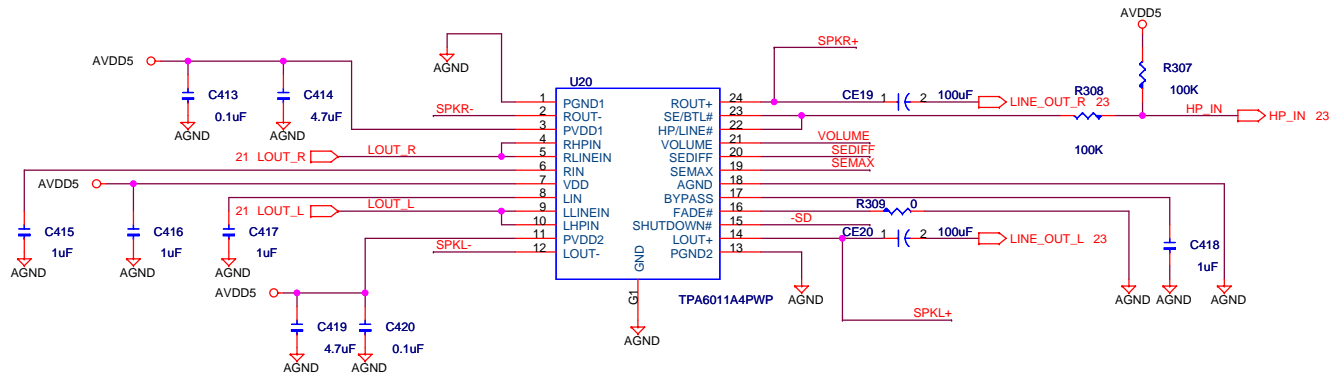 AVDD5
SPKR+
AVDD5
AGND
R307
100K
C413
0.1uF
C414
4.7uF
AGND
AGND
U20
CE19 1 2 100uF
LINE_OUT_R 23
R308
100K
HP_IN
HP_IN 23
SPKR-
1 PGND1 ROUT+ 24
2 ROUT- SE/BTL# 23
3 PVDD1 HP/LINE# 22
4 RHPIN VOLUME 21 VOLUME
5 RLINEIN SEDIFF 20 SEDIFF
6 RIN SEMAX 19 SEMAX
7 VDD AGND 18
8 LIN BYPASS 17
9 LLINEIN FADE# 16
10 LHPIN SHUTDOWN# 15 -SD
11 PVDD2 LOUT+ 14
12 LOUT- PGND2 13
GND
G1
TPA6011A4PWP
21 LOUT_R LOUT_R
AVDD5
21 LOUT_L LOUT_L
R309 0
CE20 1 2 100uF
LINE_OUT_L 23
C415
1uF
C416
1uF
C417
1uF
C418
1uF
AGND
AGND
AGND
SPKL-
AVDD5
AGND
AGND
AGND
AGND
SPKL+
C419
4.7uF
C420
0.1uF
AGND
AGND
AGND